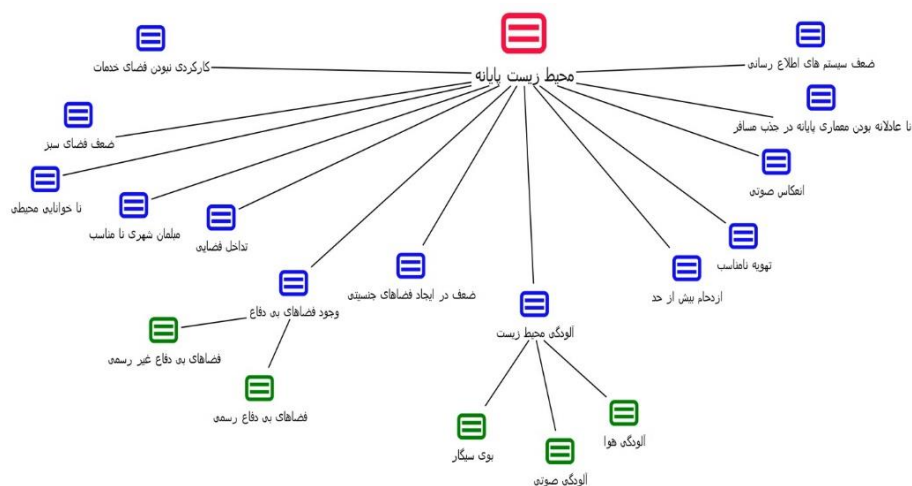 محیط زیست پایانه
ضعف سیستم های اطلاع رسانی
کارکردی نبودن فضای خدمات
نا عادلانه بودن معماری پایانه در جذب مسافر
ضعف فضای سبز
انعکاس صوتی
نا خوانایی محیطی
مبلمان شهری نا مناسب
تداخل فضایی
تهویه نامناسب
ازدحام بیش از حد
ضعف در ایجاد فضاهای جنسیتی
وجود فضاهای بی دفاع
آلودگی محیط زیست
فضاهای بی دفاع غیر رسمی
فضاهای بی دفاع رسمی
آلودگی هوا
بوی سیگار
آلودگی صوتی